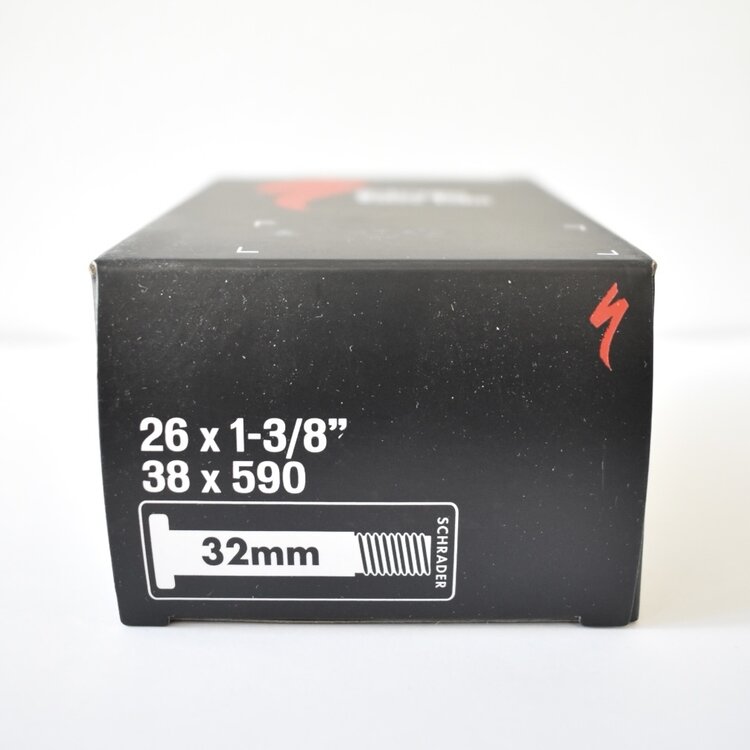 26 x 1-3/8”
38 x 590
32mm
SCHRADER